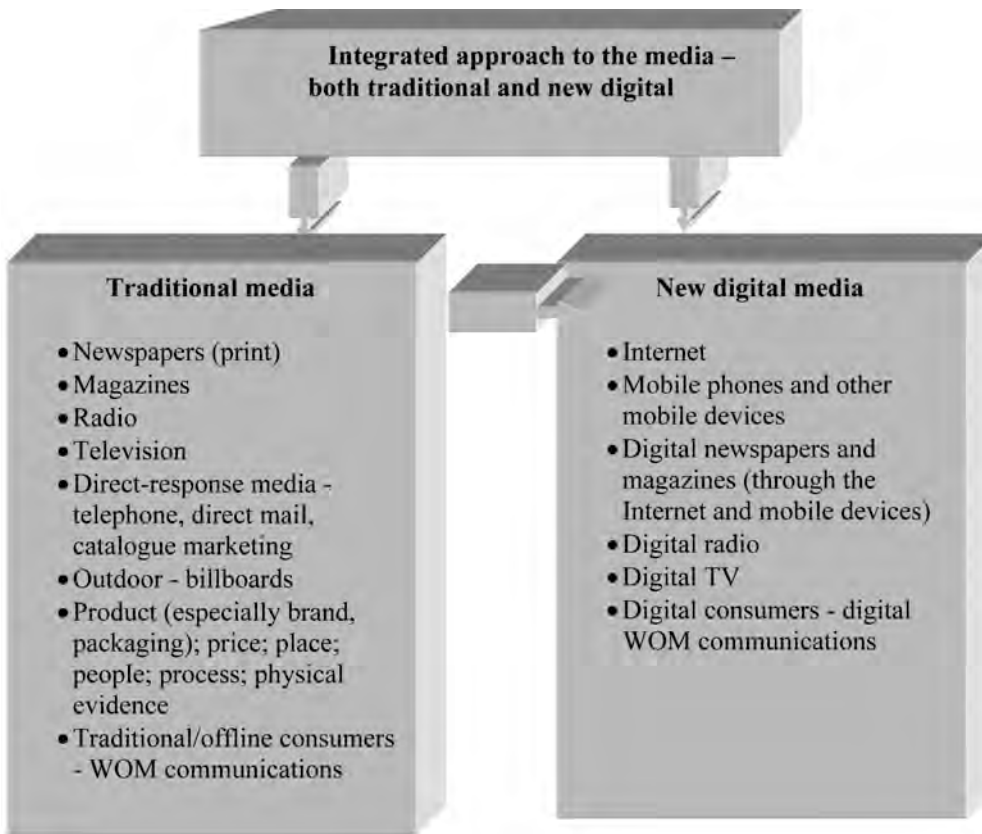 Integrated approach to the media –
both traditional and new digital
Traditional media
• Newspapers (print)
• Magazines
• Radio
• Television
• Direct-response media -
telephone, direct mail,
catalogue marketing
• Outdoor - billboards
• Product (especially brand,
packaging); price; place;
people; process; physical
evidence
• Traditional/offline consumers
- WOM communications
New digital media
• Internet
• Mobile phones and other
mobile devices
• Digital newspapers and
magazines (through the
Internet and mobile devices)
• Digital radio
• Digital TV
• Digital consumers - digital
WOM communications